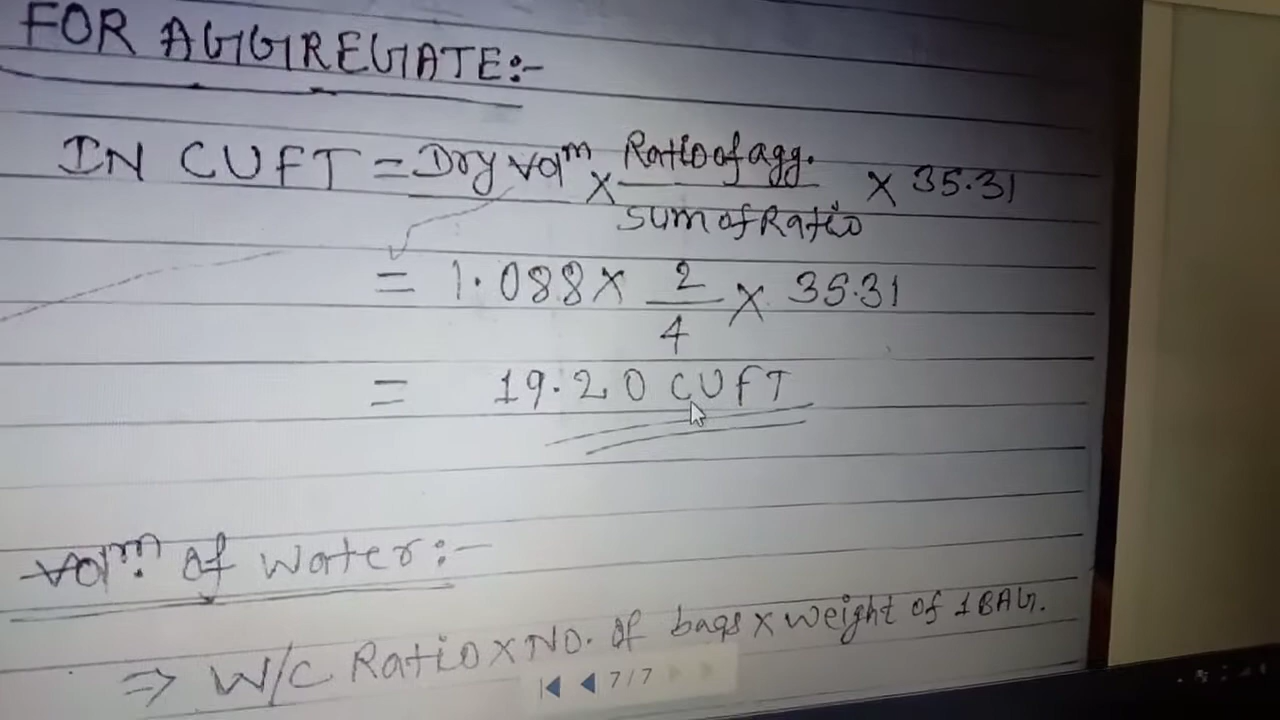 FOR AGGREGATE:-
IN CUFT = Dry volm × Ratio of agg. / sum of Ratio × 35.31
= 1.088 × 2/4 × 35.31
= 19.20 CUFT
volm. of water:-
⇒ W/C Ratio × NO. of bags × weight of 1 BAG.
7/7